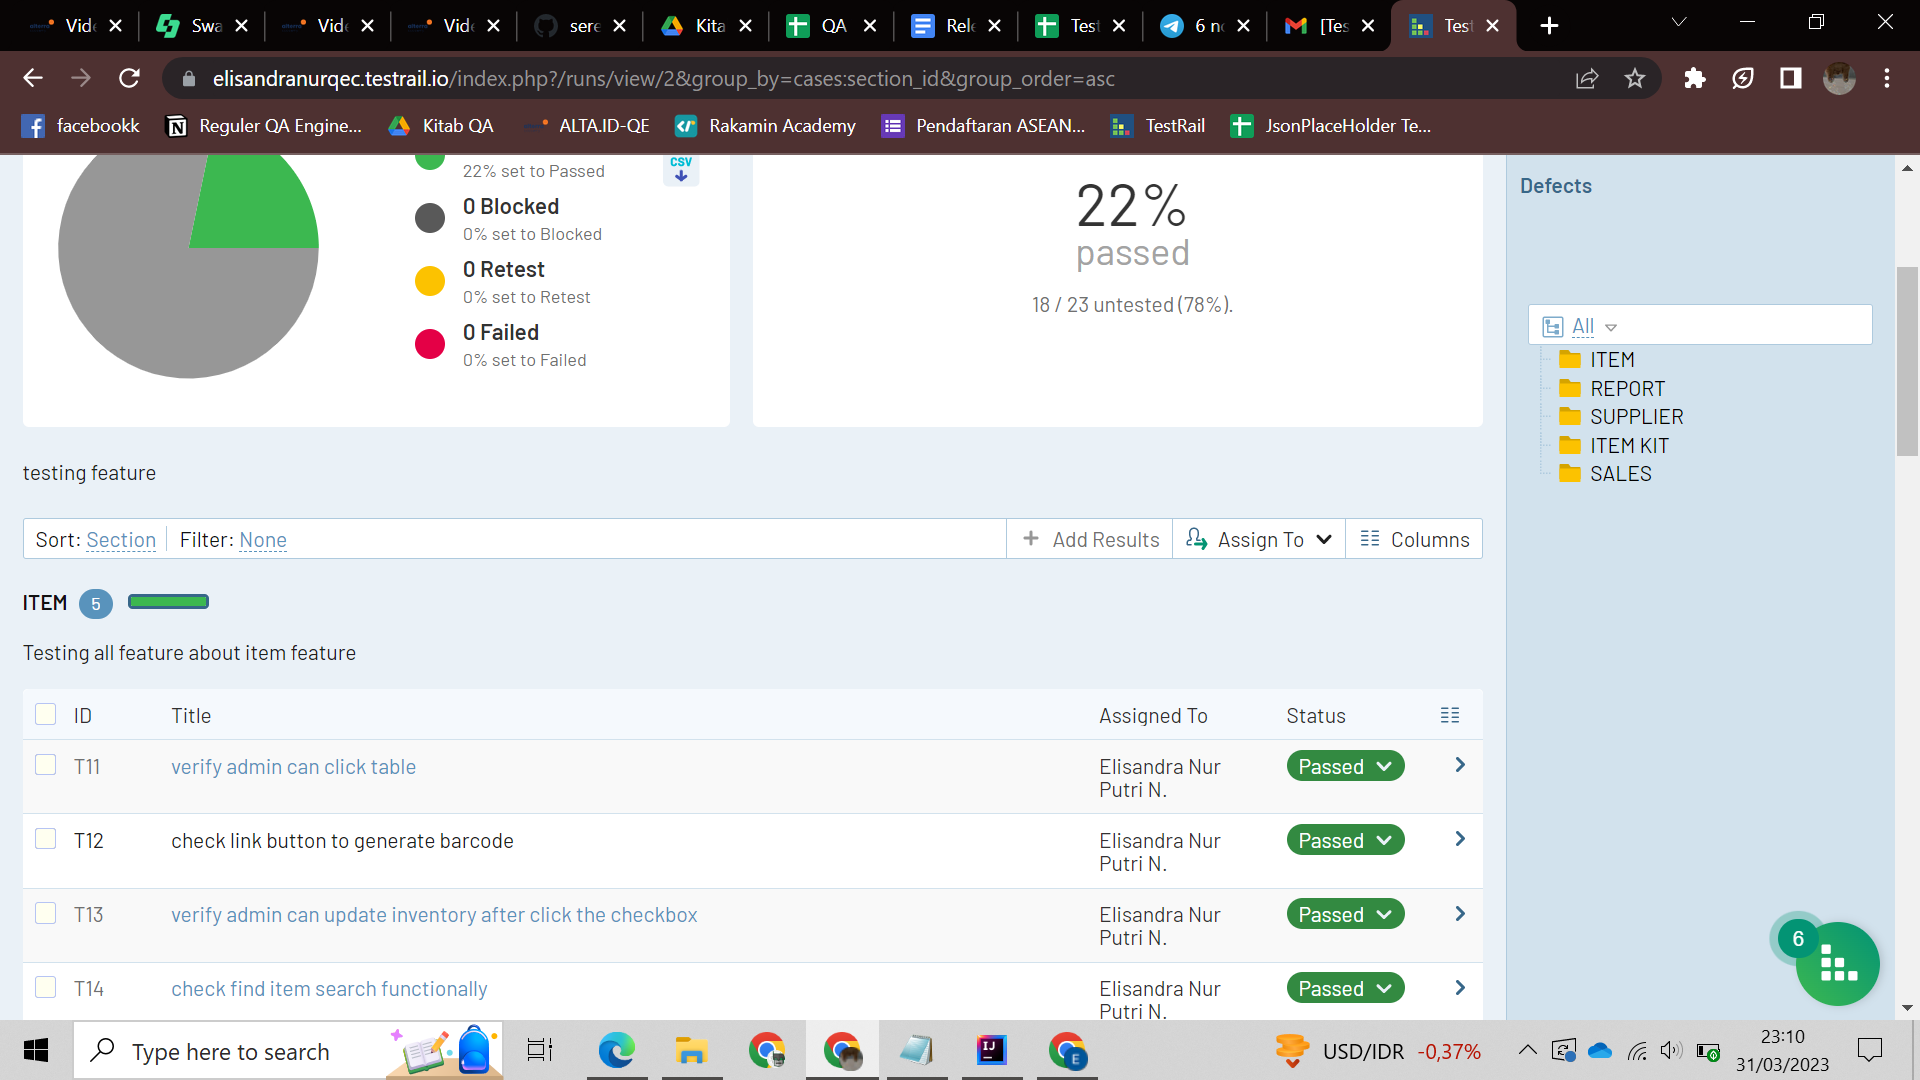 Vide
Swa
Vide
Vide
sere
Kita
QA
Rele
Test
6 no
[Tes
Test
elisandranurqec.testrail.io/index.php?/runs/view/2&group_by=cases:section_id&group_order=asc
facebookk
Reguler QA Engine...
Kitab QA
ALTA.ID-QE
Rakamin Academy
Pendaftaran ASEAN...
TestRail
JsonPlaceHolder Te...
22% set to Passed
CSV
0 Blocked
0% set to Blocked
0 Retest
0% set to Retest
0 Failed
0% set to Failed
22%
passed
18 / 23 untested (78%).
Defects
All
ITEM
REPORT
SUPPLIER
ITEM KIT
SALES
testing feature
Sort: Section Filter: None
Add Results
Assign To
Columns
ITEM 5
Testing all feature about item feature
ID Title Assigned To Status
T11 verify admin can click table Elisandra Nur Putri N. Passed
T12 check link button to generate barcode Elisandra Nur Putri N. Passed
T13 verify admin can update inventory after click the checkbox Elisandra Nur Putri N. Passed
T14 check find item search functionally Elisandra Nur Putri N. Passed
6
Type here to search
USD/IDR -0,37%
23:10
31/03/2023